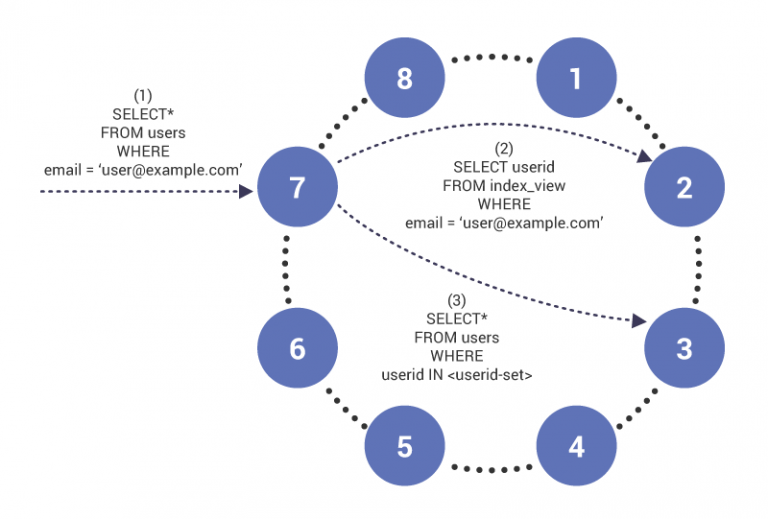 8
1
(1)
SELECT*
FROM users
WHERE
email = ‘user@example.com’
7
(2)
SELECT userid
FROM index_view
WHERE
email = ‘user@example.com’
2
(3)
SELECT*
FROM users
WHERE
userid IN <userid-set>
6
3
5
4